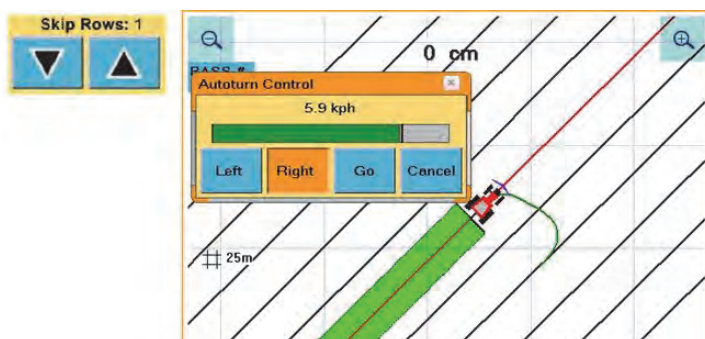 Skip Rows: 1
0 cm
PASS #
Autoturn Control
5.9 kph
Left
Right
Go
Cancel
25m